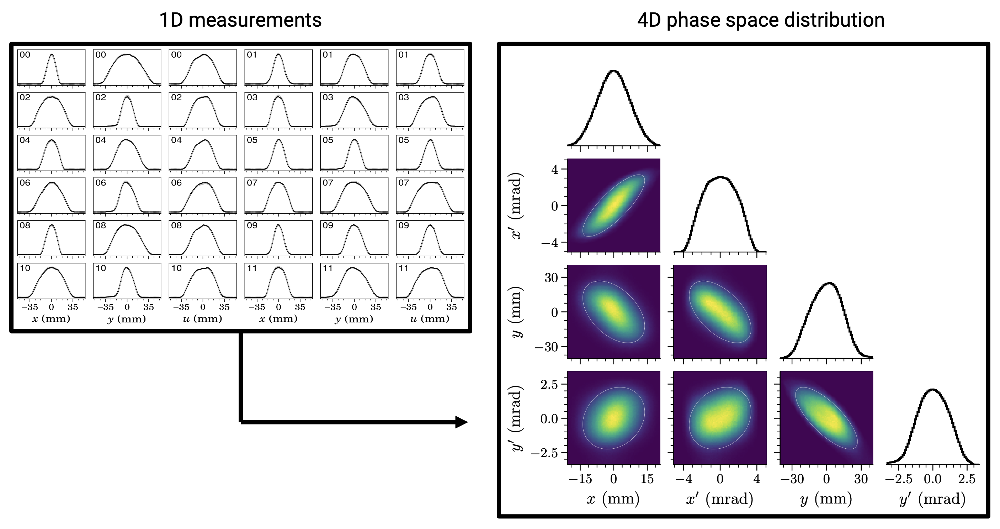 1D measurements
4D phase space distribution
00 00 00 01 01 01
02 02 02 03 03 03
04 04 04 05 05 05
06 06 06 07 07 07
08 08 08 09 09 09
10 10 10 11 11 11
−35 0 35 −35 0 35 −35 0 35 −35 0 35 −35 0 35 −35 0 35
x (mm) y (mm) u (mm) x (mm) y (mm) u (mm)
4
0
−4
x′ (mrad)
30
0
−30
y (mm)
2.5
0.0
−2.5
y′ (mrad)
−15 0 15 −4 0 4 −30 0 30 −2.5 0.0 2.5
x (mm) x′ (mrad) y (mm) y′ (mrad)